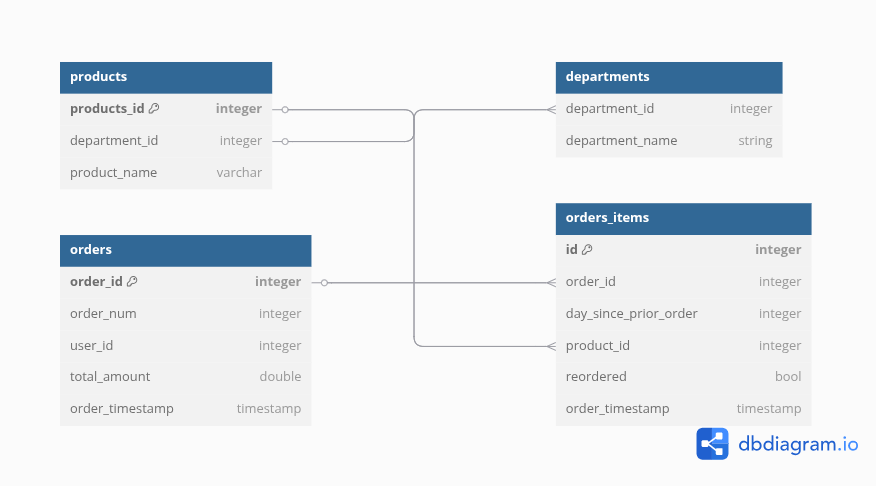 products
products_id integer
department_id integer
product_name varchar
departments
department_id integer
department_name string
orders
order_id integer
order_num integer
user_id integer
total_amount double
order_timestamp timestamp
orders_items
id integer
order_id integer
day_since_prior_order integer
product_id integer
reordered bool
order_timestamp timestamp
dbdiagram.io